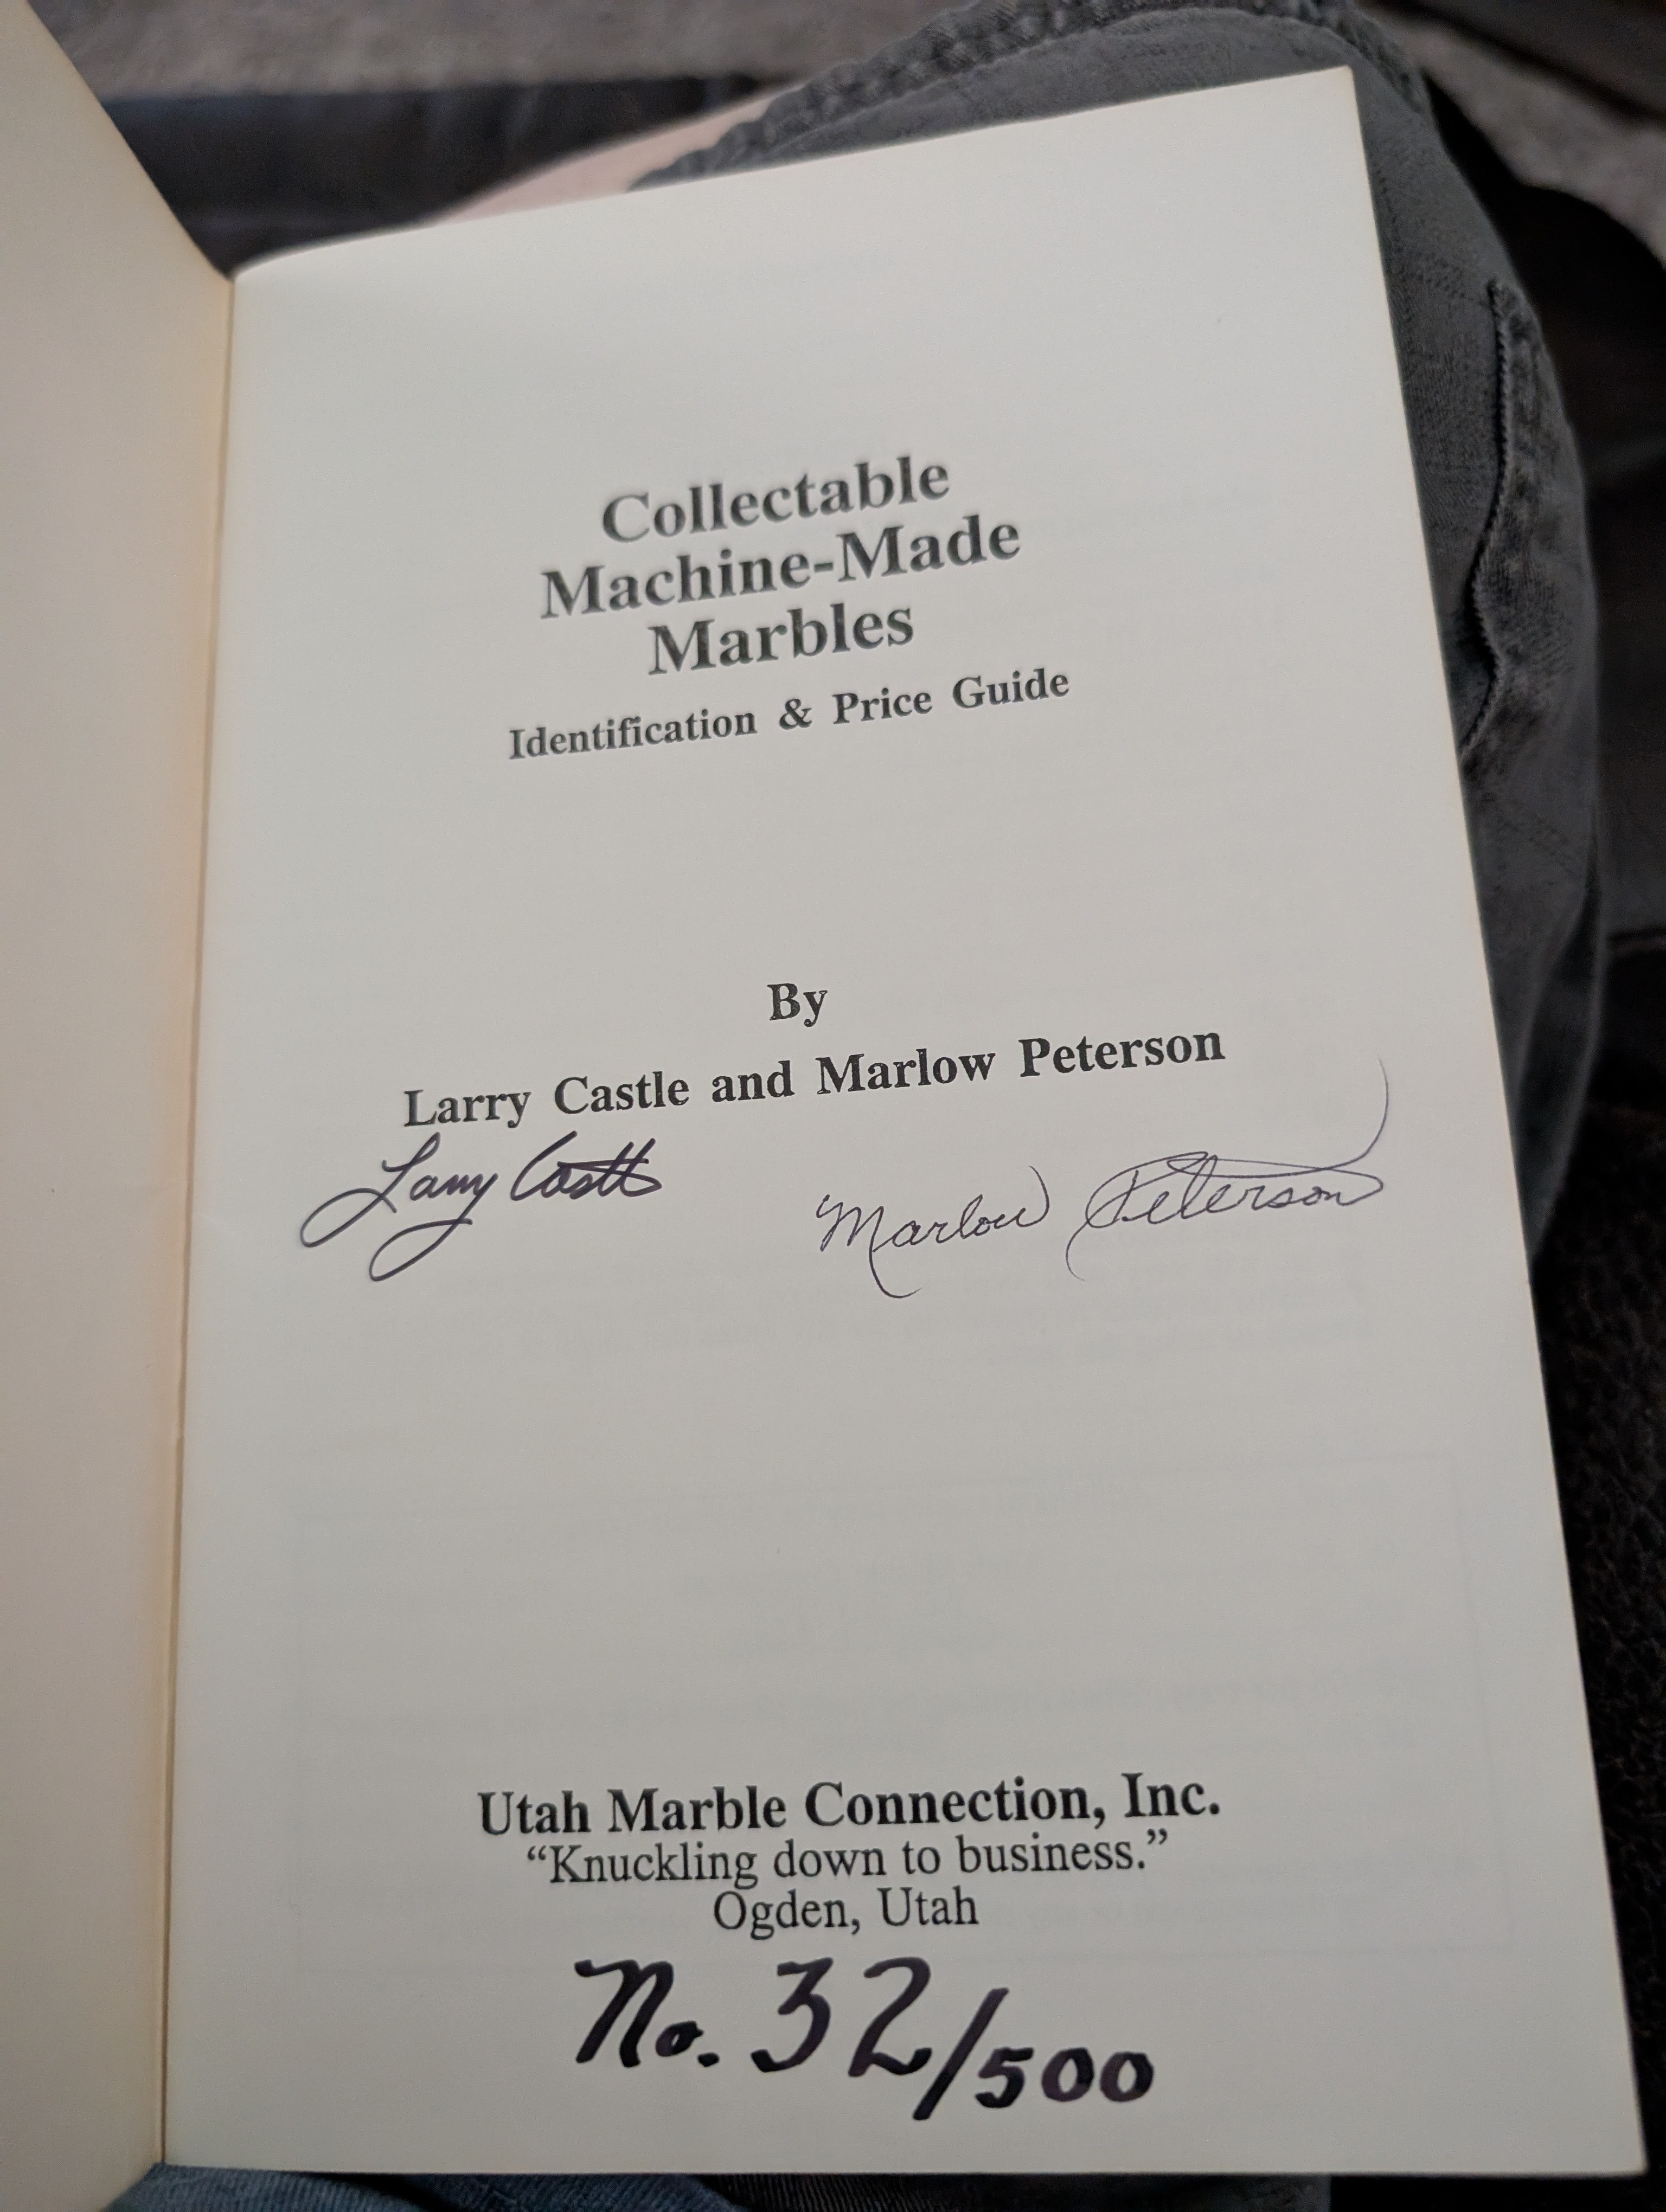 Collectable
Machine-Made
Marbles
Identification & Price Guide
By
Larry Castle and Marlow Peterson
Larry Castle
Marlow Peterson
Utah Marble Connection, Inc.
“Knuckling down to business.”
Ogden, Utah
No. 32/500